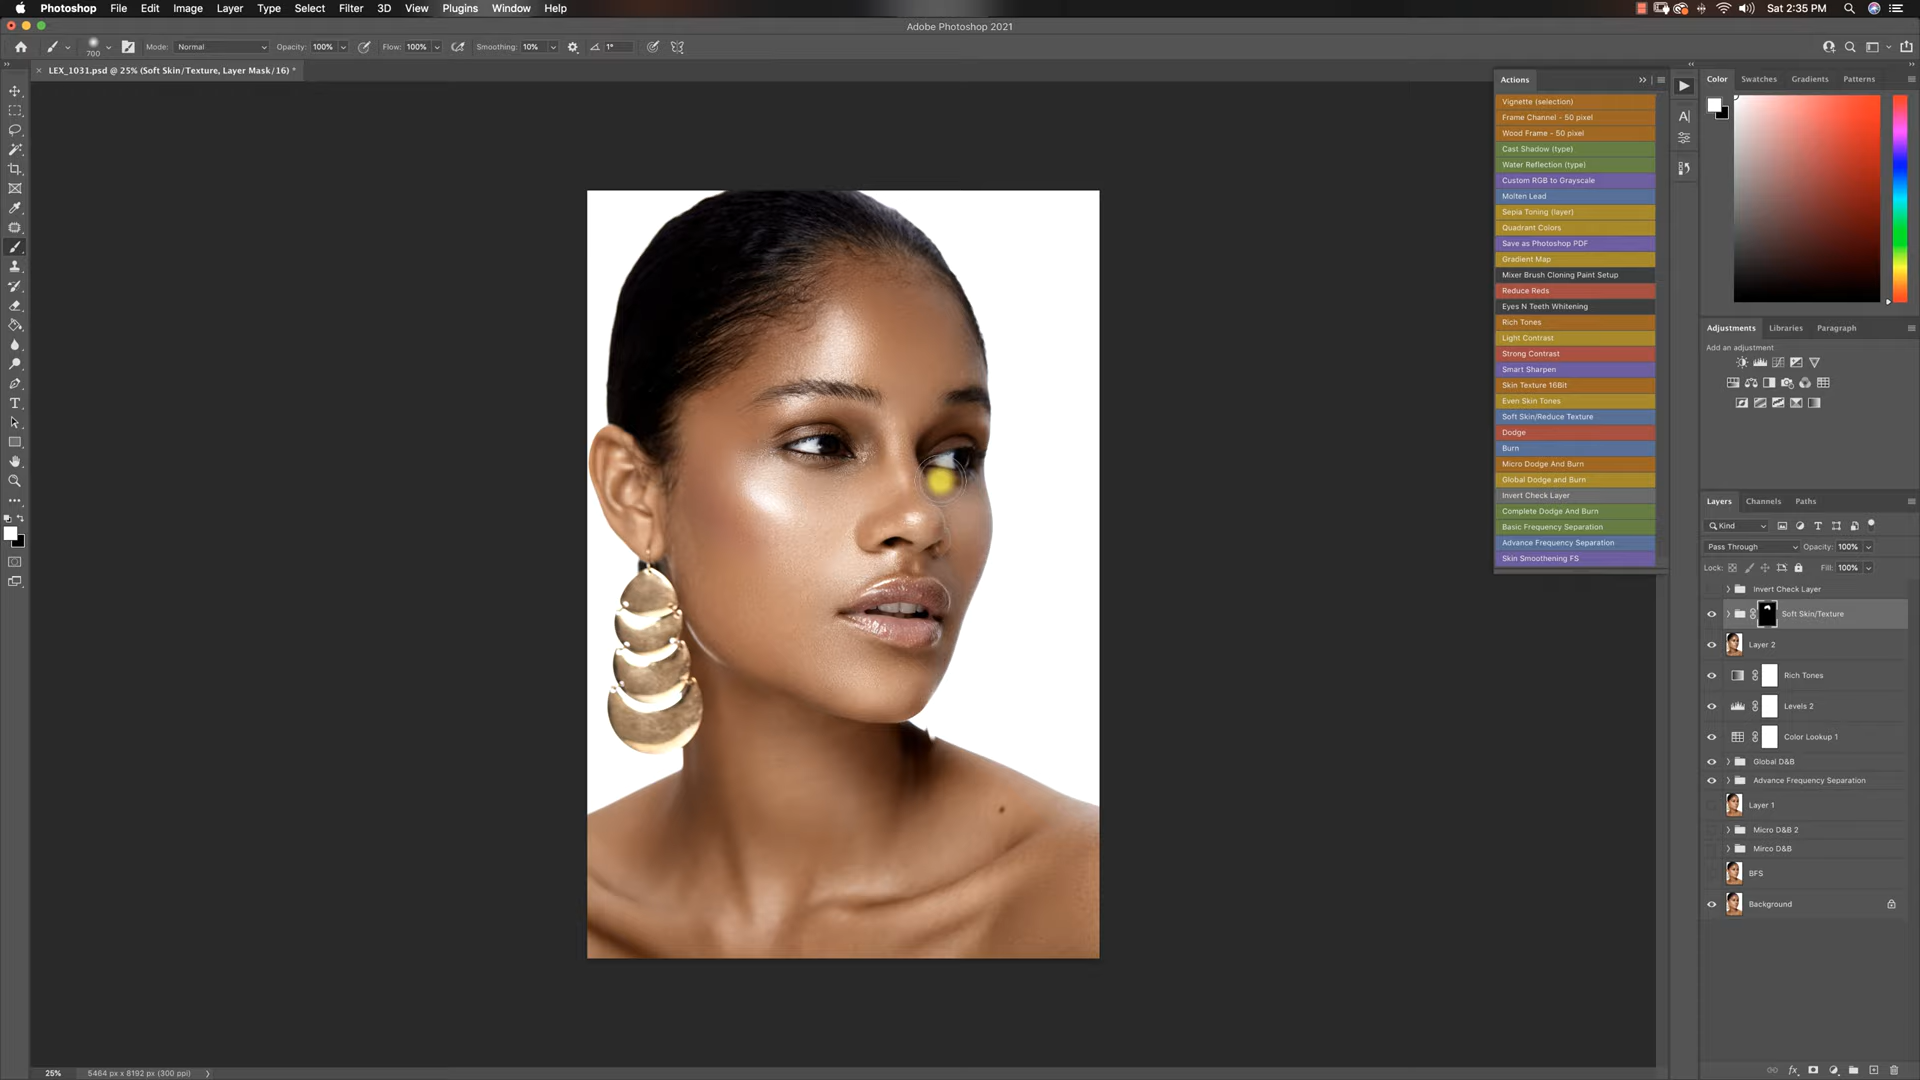 Photoshop File Edit Image Layer Type Select Filter 3D View Plugins Window Help
Sat 2:35 PM
Adobe Photoshop 2021
700
Mode: Normal Opacity: 100% Flow: 100% Smoothing: 10% 1°
× LEX_1031.psd @ 25% (Soft Skin/Texture, Layer Mask/16) *
Actions
Vignette (selection)
Frame Channel - 50 pixel
Wood Frame - 50 pixel
Cast Shadow (type)
Water Reflection (type)
Custom RGB to Grayscale
Molten Lead
Sepia Toning (layer)
Quadrant Colors
Save as Photoshop PDF
Gradient Map
Mixer Brush Cloning Paint Setup
Reduce Reds
Eyes N Teeth Whitening
Rich Tones
Light Contrast
Strong Contrast
Smart Sharpen
Skin Texture 16Bit
Even Skin Tones
Soft Skin/Reduce Texture
Dodge
Burn
Micro Dodge And Burn
Global Dodge and Burn
Invert Check Layer
Complete Dodge And Burn
Basic Frequency Separation
Advance Frequency Separation
Skin Smoothening FS
Color Swatches Gradients Patterns
Adjustments Libraries Paragraph
Add an adjustment
Layers Channels Paths
Kind
Pass Through Opacity: 100%
Lock: Fill: 100%
Invert Check Layer
Soft Skin/Texture
Layer 2
Rich Tones
Levels 2
Color Lookup 1
Global D&B
Advance Frequency Separation
Layer 1
Micro D&B 2
Mirco D&B
BFS
Background
25% 5464 px x 8192 px (300 ppi)